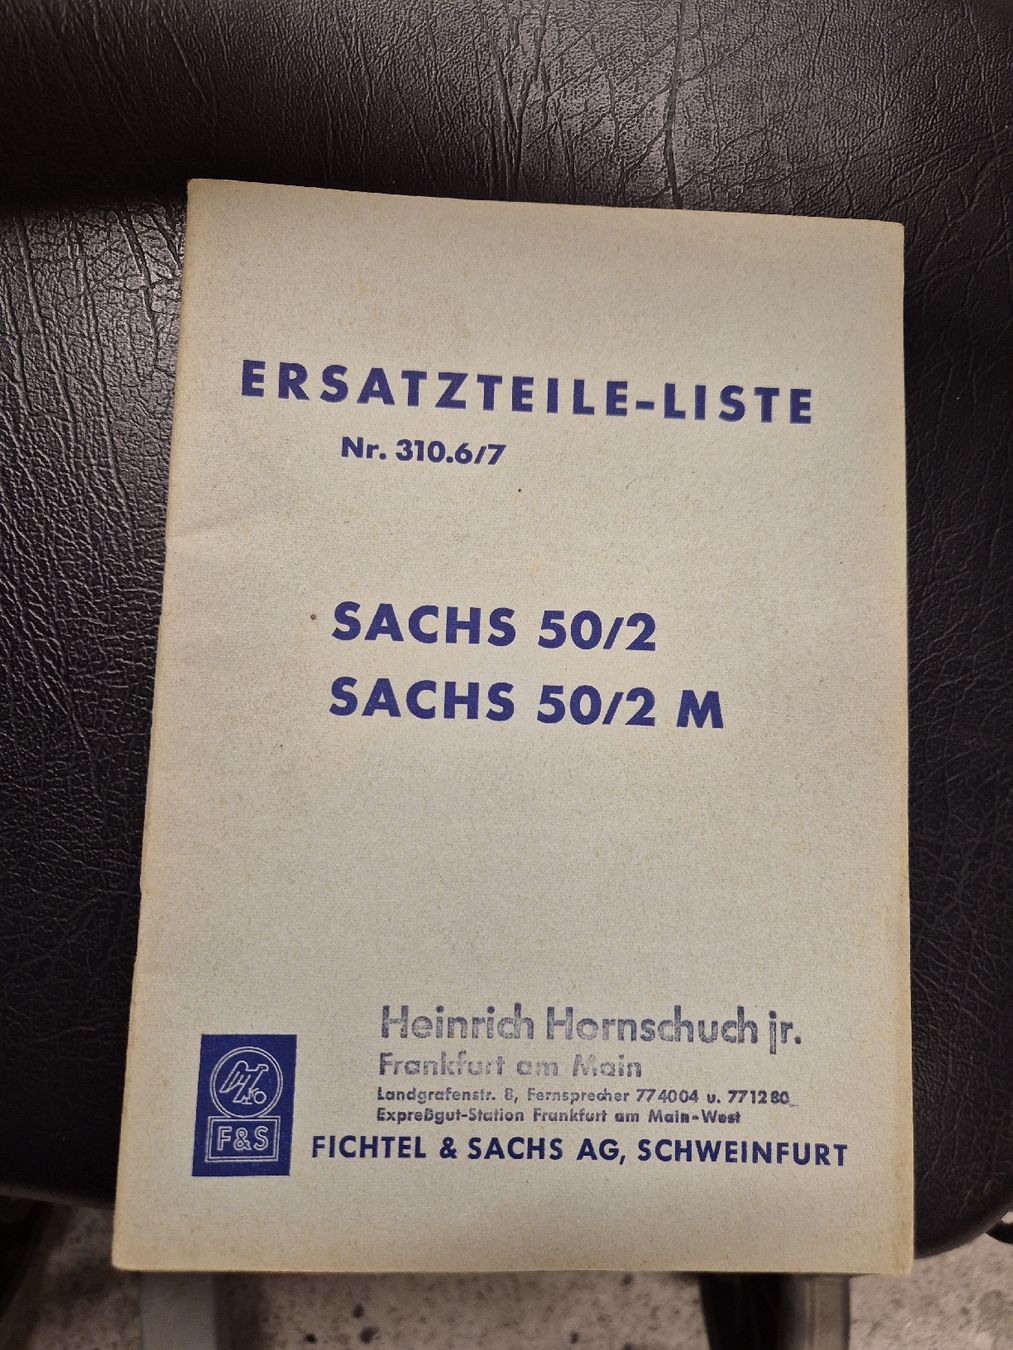 ERSATZTEILE-LISTE
Nr. 310.6/7
SACHS 50/2
SACHS 50/2 M
Heinrich Hornschuch jr.
Frankfurt am Main
Landgrafenstr. 8, Fernsprecher 774004 u. 771280
Expreßgut-Station Frankfurt am Main-West
F&S
FICHTEL & SACHS AG, SCHWEINFURT